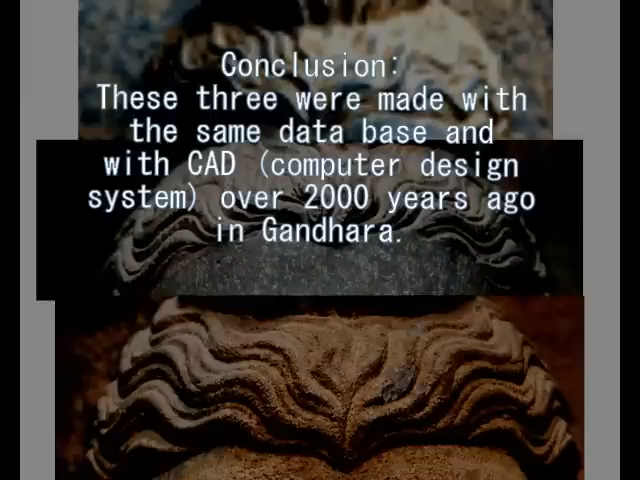 Conclusion:
These three were made with
the same data base and
with CAD (computer design
system) over 2000 years ago
in Gandhara.